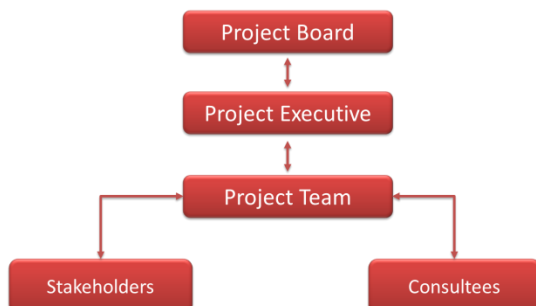 Project Board
Project Executive
Project Team
Stakeholders
Consultees